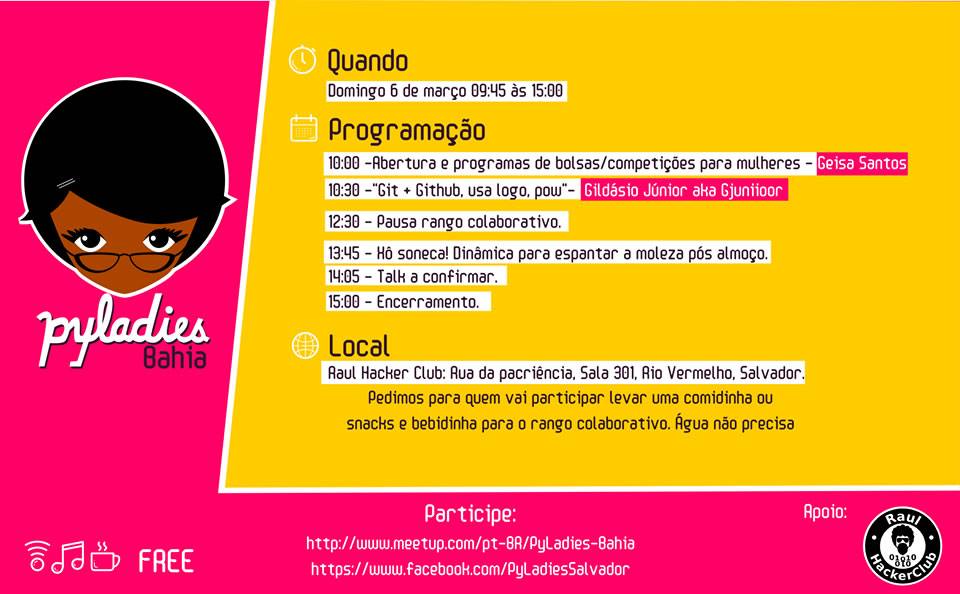 Quando
Domingo 6 de março 09:45 às 15:00
Programação
10:00 -Abertura e programas de bolsas/competições para mulheres - Geisa Santos
10:30 -"Git + Github, usa logo, pow"- Gildásio Júnior aka Gjuniioor
12:30 - Pausa rango colaborativo.
13:45 - Xô soneca! Dinâmica para espantar a moleza pós almoço.
14:05 - Talk a confirmar.
15:00 - Encerramento.
Local
Raul Hacker Club: Rua da pacriência, Sala 301, Rio Vermelho, Salvador.
Pedimos para quem vai participar levar uma comidinha ou
snacks e bebidinha para o rango colaborativo. Água não precisa
pyladies
Bahia
Participe:
http://www.meetup.com/pt-BR/PyLadies-Bahia
https://www.facebook.com/PyLadiesSalvador
FREE
Apoio:
Raul
HackerClub
01010
010